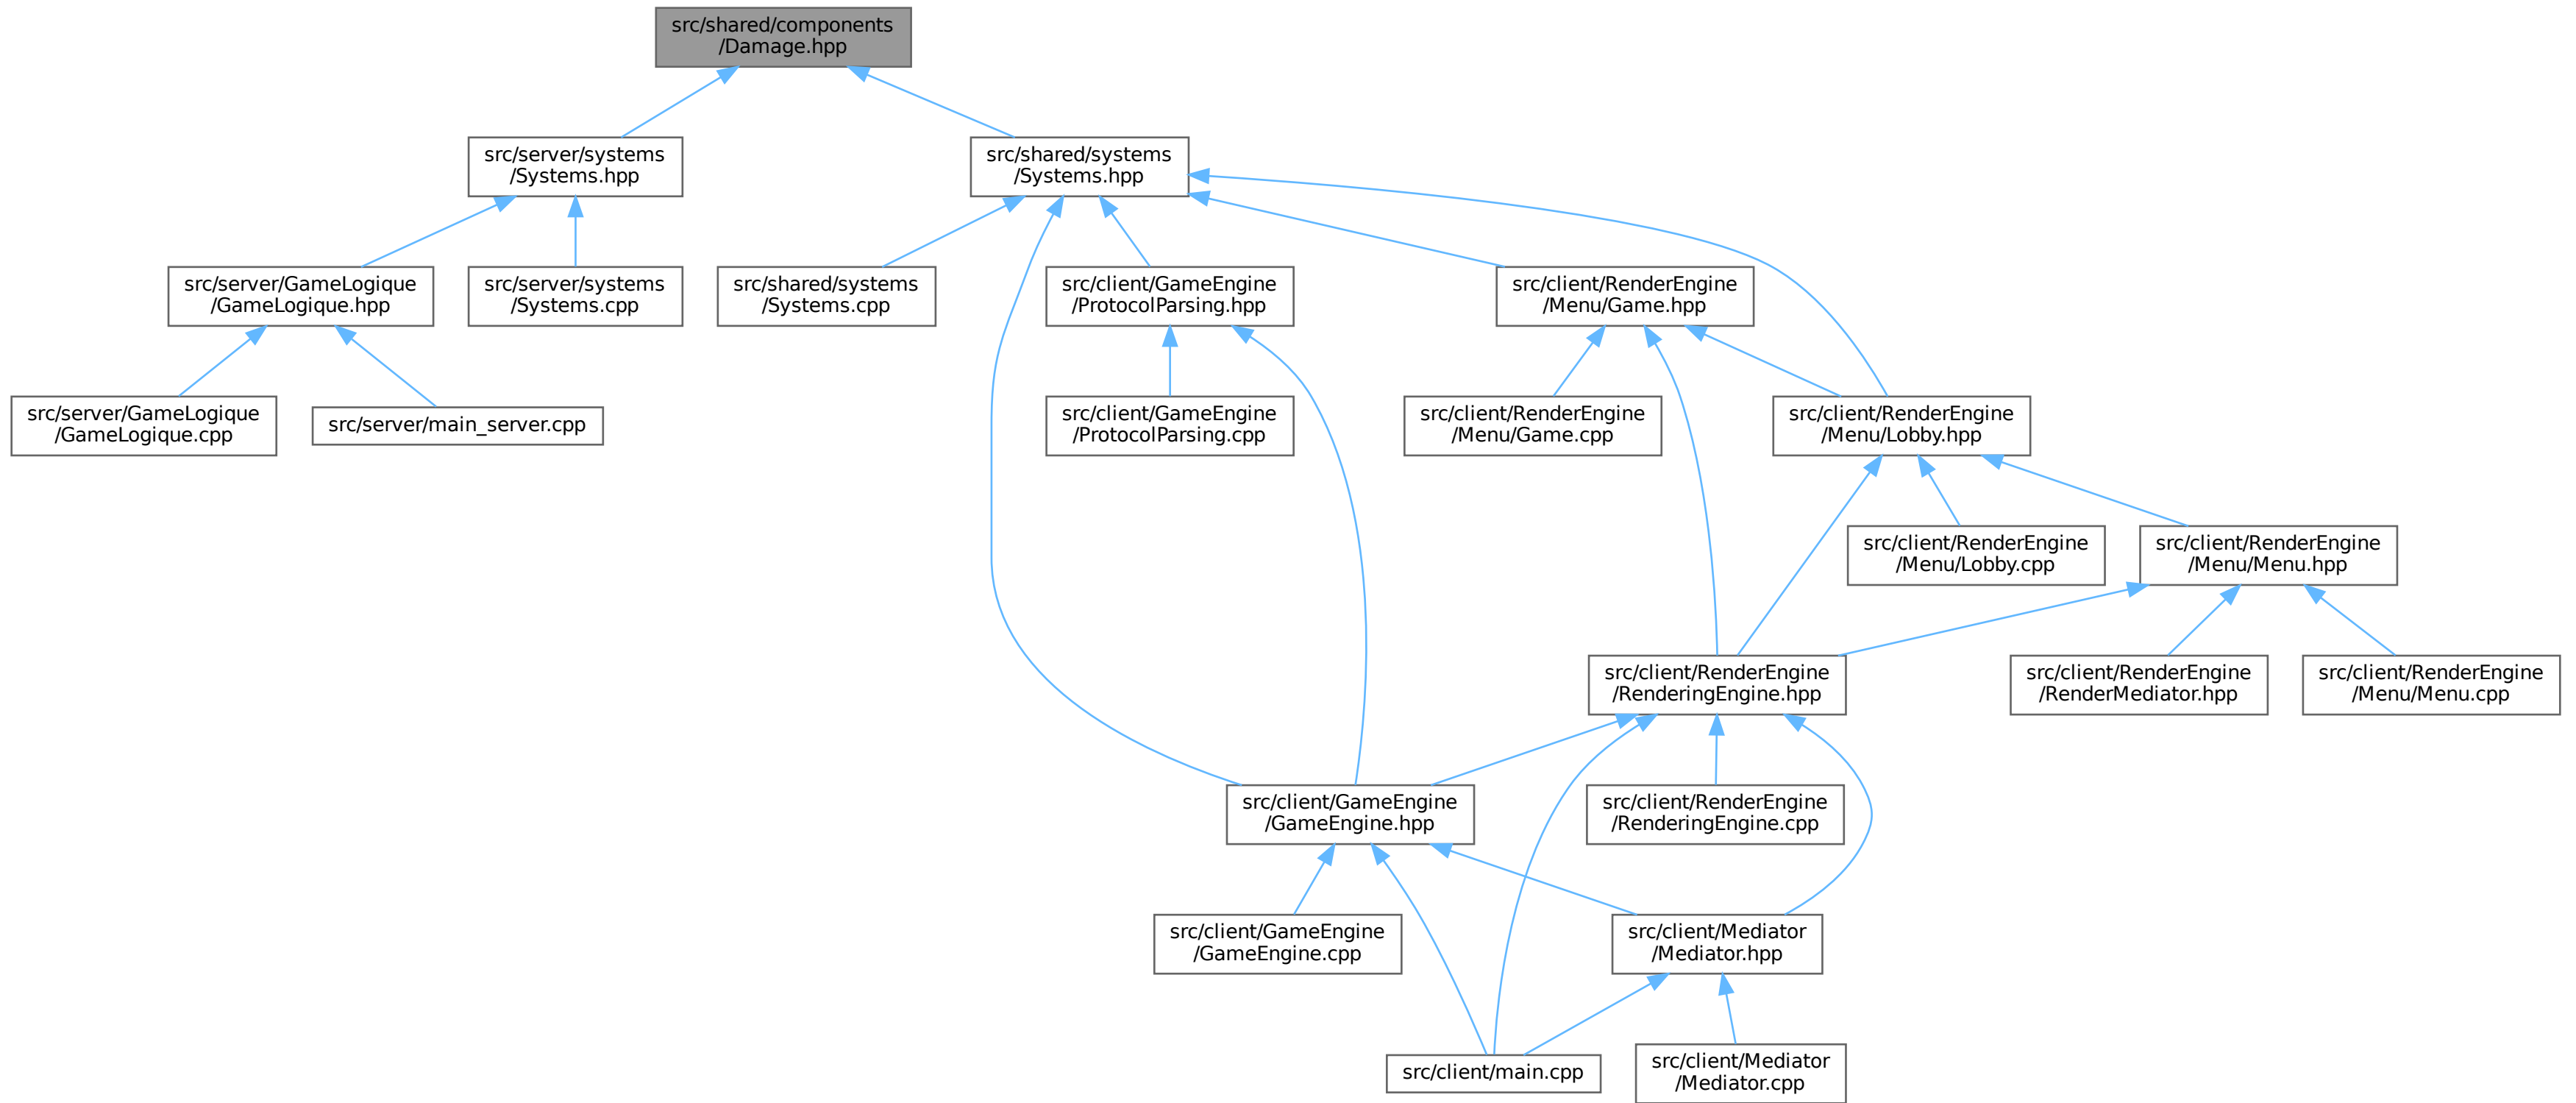 src/shared/components
/Damage.hpp
src/server/systems
/Systems.hpp
src/shared/systems
/Systems.hpp
src/server/GameLogique
/GameLogique.hpp
src/server/systems
/Systems.cpp
src/shared/systems
/Systems.cpp
src/client/GameEngine
/ProtocolParsing.hpp
src/client/RenderEngine
/Menu/Game.hpp
src/server/GameLogique
/GameLogique.cpp
src/server/main_server.cpp
src/client/GameEngine
/ProtocolParsing.cpp
src/client/RenderEngine
/Menu/Game.cpp
src/client/RenderEngine
/Menu/Lobby.hpp
src/client/RenderEngine
/Menu/Lobby.cpp
src/client/RenderEngine
/Menu/Menu.hpp
src/client/RenderEngine
/RenderingEngine.hpp
src/client/RenderEngine
/RenderMediator.hpp
src/client/RenderEngine
/Menu/Menu.cpp
src/client/GameEngine
/GameEngine.hpp
src/client/RenderEngine
/RenderingEngine.cpp
src/client/GameEngine
/GameEngine.cpp
src/client/Mediator
/Mediator.hpp
src/client/main.cpp
src/client/Mediator
/Mediator.cpp